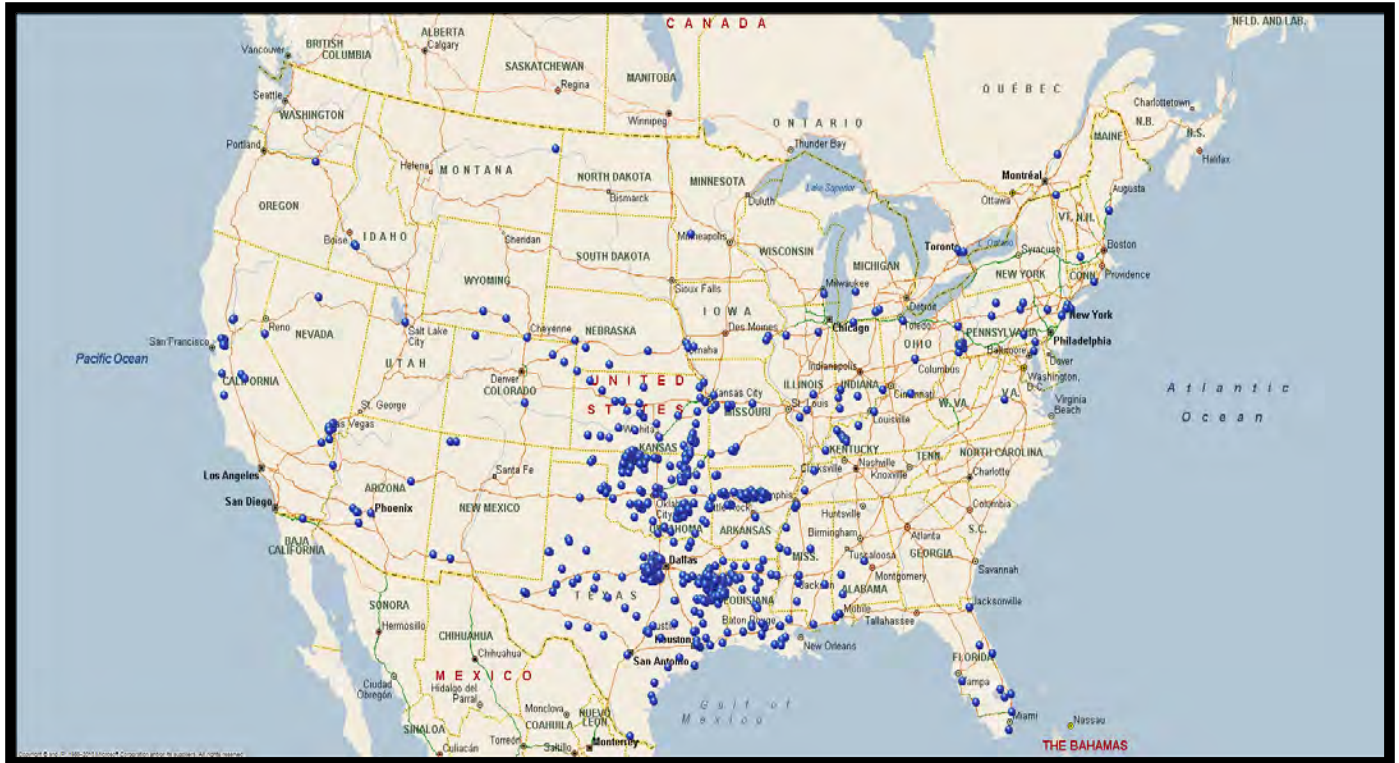 CANADA
NFLD. AND LAB.
ALBERTA
Calgary
BRITISH
COLUMBIA
Vancouver
SASKATCHEWAN
Regina
MANITOBA
Winnipeg
QUÉBEC
Charlottetown
N.B.
N.S.
Halifax
Seattle
WASHINGTON
ONTARIO
Thunder Bay
MAINE
Portland
Helena
MONTANA
NORTH DAKOTA
Bismarck
MINNESOTA
Duluth
Lake Superior
Montréal
Ottawa
Augusta
OREGON
Boise
IDAHO
Sheridan
SOUTH DAKOTA
Minneapolis
WISCONSIN
MICHIGAN
Toronto
L. Ontario
Syracuse
VT.
N.H.
Boston
WYOMING
Sioux Falls
Milwaukee
Detroit
NEW YORK
CONN.
Providence
Reno
NEVADA
Salt Lake
City
Cheyenne
NEBRASKA
IOWA
Des Moines
Omaha
Chicago
Toledo
OHIO
PENNSYLVANIA
New York
Philadelphia
San Francisco
Pacific Ocean
UTAH
Denver
COLORADO
UNITED
STATES
Kansas City
MISSOURI
ILLINOIS
St. Louis
INDIANA
Indianapolis
Columbus
Cincinnati
Baltimore
Dover
Washington,
D.C.
W. VA.
VA.
Virginia
Beach
Atlantic
Ocean
CALIFORNIA
St. George
Las Vegas
Wichita
KANSAS
Louisville
KENTUCKY
Clarksville
Nashville
Knoxville
TENN.
NORTH CAROLINA
Charlotte
Los Angeles
San Diego
ARIZONA
Phoenix
Santa Fe
NEW MEXICO
Oklahoma
City
OKLAHOMA
Little Rock
ARKANSAS
Memphis
Huntsville
Birmingham
Atlanta
Columbia
S.C.
BAJA
CALIFORNIA
Dallas
TEXAS
LOUISIANA
MISS.
Jackson
Tuscaloosa
ALABAMA
Montgomery
GEORGIA
Savannah
SONORA
Hermosillo
CHIHUAHUA
Chihuahua
Austin
Houston
San Antonio
Baton Rouge
New Orleans
Mobile
Tallahassee
Jacksonville
FLORIDA
Tampa
Miami
MEXICO
Ciudad
Obregón
Hidalgo del
Parral
Monclova
NUEVO
LEON
COAHUILA
SINALOA
Culiacán
Torreón
Saltillo
Monterrey
Gulf of
Mexico
Nassau
THE BAHAMAS